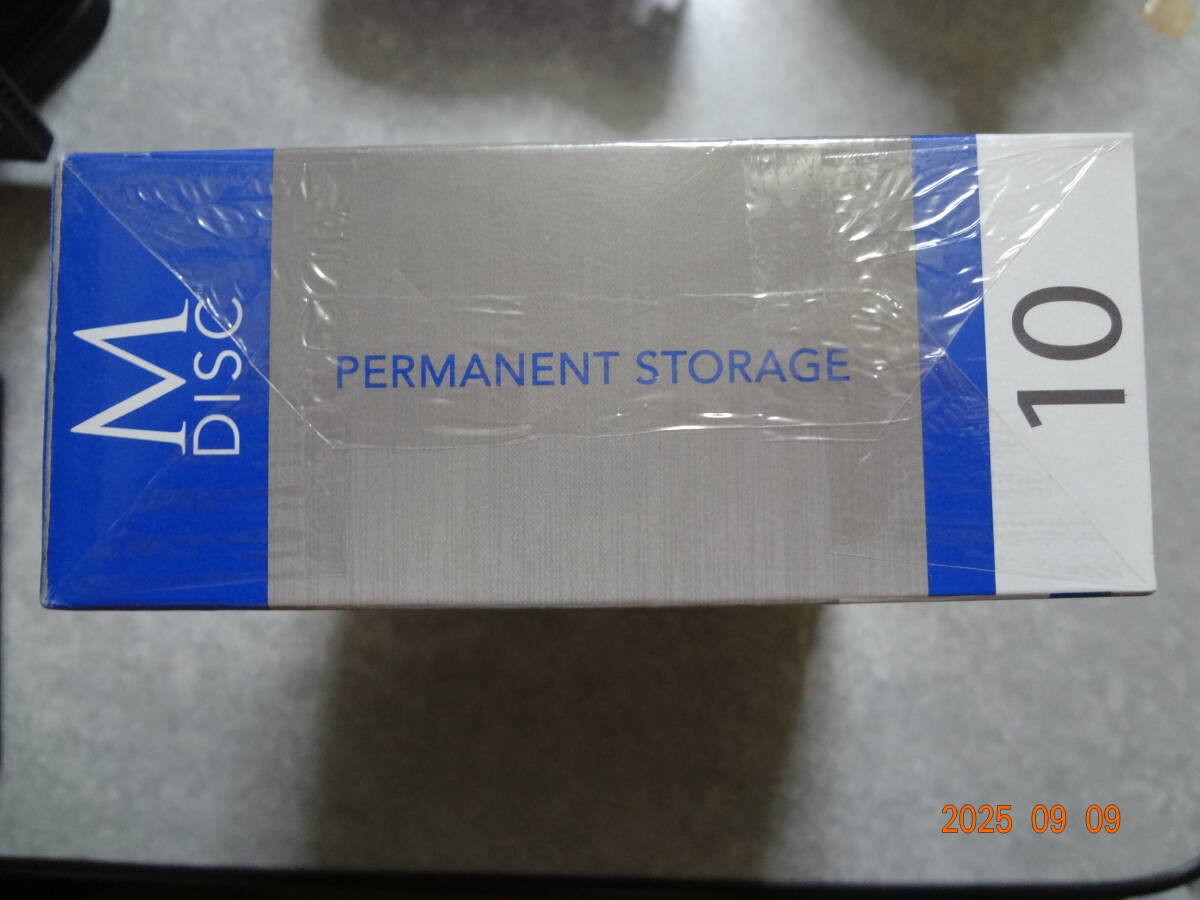 M
DISC
PERMANENT STORAGE
10
2025 09 09